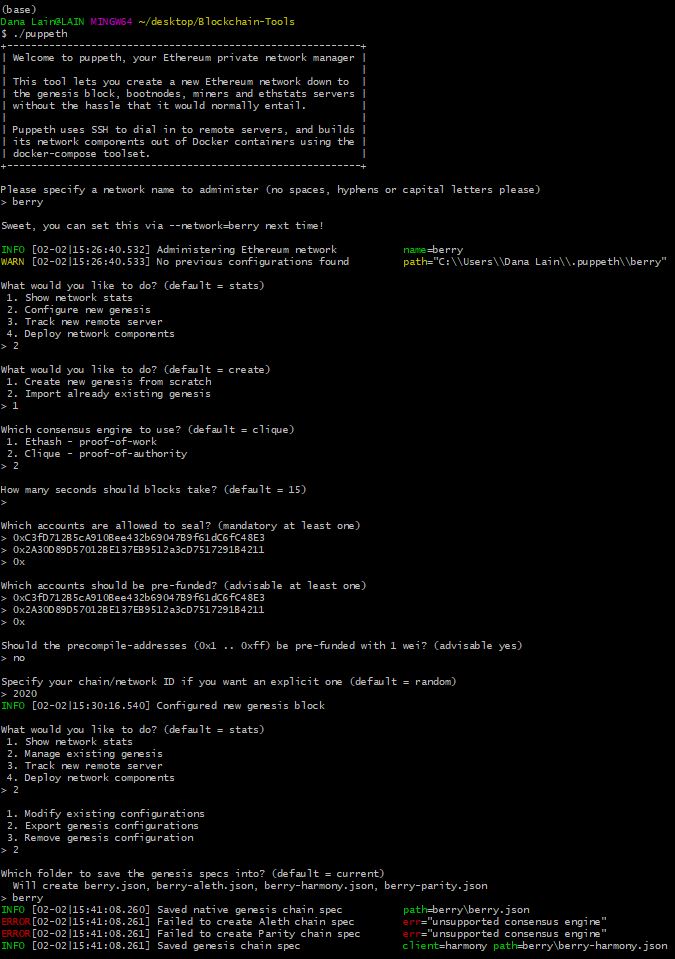 (base)
Dana Lain@LAIN MINGW64 ~/desktop/Blockchain-Tools
$ ./puppeth
+-----------------------------------------------------------+
| Welcome to puppeth, your Ethereum private network manager |
|                                                           |
| This tool lets you create a new Ethereum network down to  |
| the genesis block, bootnodes, miners and ethstats servers |
| without the hassle that it would normally entail.         |
|                                                           |
| Puppeth uses SSH to dial in to remote servers, and builds |
| its network components out of Docker containers using the |
| docker-compose toolset.                                   |
+-----------------------------------------------------------+

Please specify a network name to administer (no spaces, hyphens or capital letters please)
> berry

Sweet, you can set this via --network=berry next time!

INFO [02-02|15:26:40.532] Administering Ethereum network           name=berry
WARN [02-02|15:26:40.533] No previous configurations found         path="C:\\Users\\Dana Lain\\.puppeth\\berry"

What would you like to do? (default = stats)
 1. Show network stats
 2. Configure new genesis
 3. Track new remote server
 4. Deploy network components
> 2

What would you like to do? (default = create)
 1. Create new genesis from scratch
 2. Import already existing genesis
> 1

Which consensus engine to use? (default = clique)
 1. Ethash - proof-of-work
 2. Clique - proof-of-authority
> 2

How many seconds should blocks take? (default = 15)
>

Which accounts are allowed to seal? (mandatory at least one)
> 0xC3fD712B5cA910Bee432b69047B9f61dC6fC48E3
> 0x2A30D89D57012BE137EB9512a3cD7517291B4211
> 0x

Which accounts should be pre-funded? (advisable at least one)
> 0xC3fD712B5cA910Bee432b69047B9f61dC6fC48E3
> 0x2A30D89D57012BE137EB9512a3cD7517291B4211
> 0x

Should the precompile-addresses (0x1 .. 0xff) be pre-funded with 1 wei? (advisable yes)
> no

Specify your chain/network ID if you want an explicit one (default = random)
> 2020
INFO [02-02|15:30:16.540] Configured new genesis block

What would you like to do? (default = stats)
 1. Show network stats
 2. Manage existing genesis
 3. Track new remote server
 4. Deploy network components
> 2

 1. Modify existing configurations
 2. Export genesis configurations
 3. Remove genesis configuration
> 2

Which folder to save the genesis specs into? (default = current)
  Will create berry.json, berry-aleth.json, berry-harmony.json, berry-parity.json
> berry
INFO [02-02|15:41:08.260] Saved native genesis chain spec          path=berry\berry.json
ERROR[02-02|15:41:08.261] Failed to create Aleth chain spec        err="unsupported consensus engine"
ERROR[02-02|15:41:08.261] Failed to create Parity chain spec       err="unsupported consensus engine"
INFO [02-02|15:41:08.261] Saved genesis chain spec                 client=harmony path=berry\berry-harmony.json